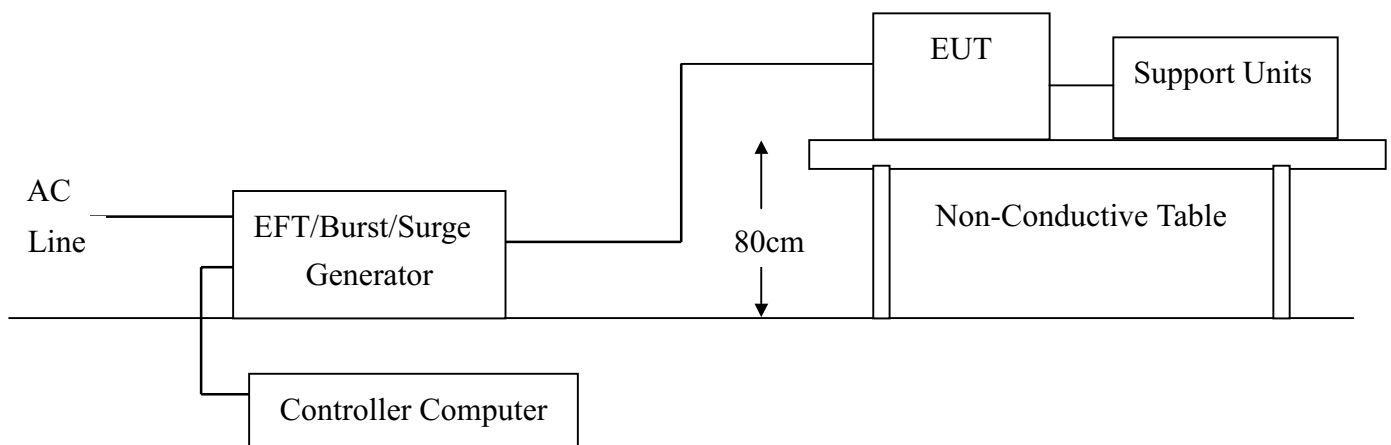 EUT
Support Units
AC
Line
EFT/Burst/Surge
Generator
80cm
Non-Conductive Table
Controller Computer